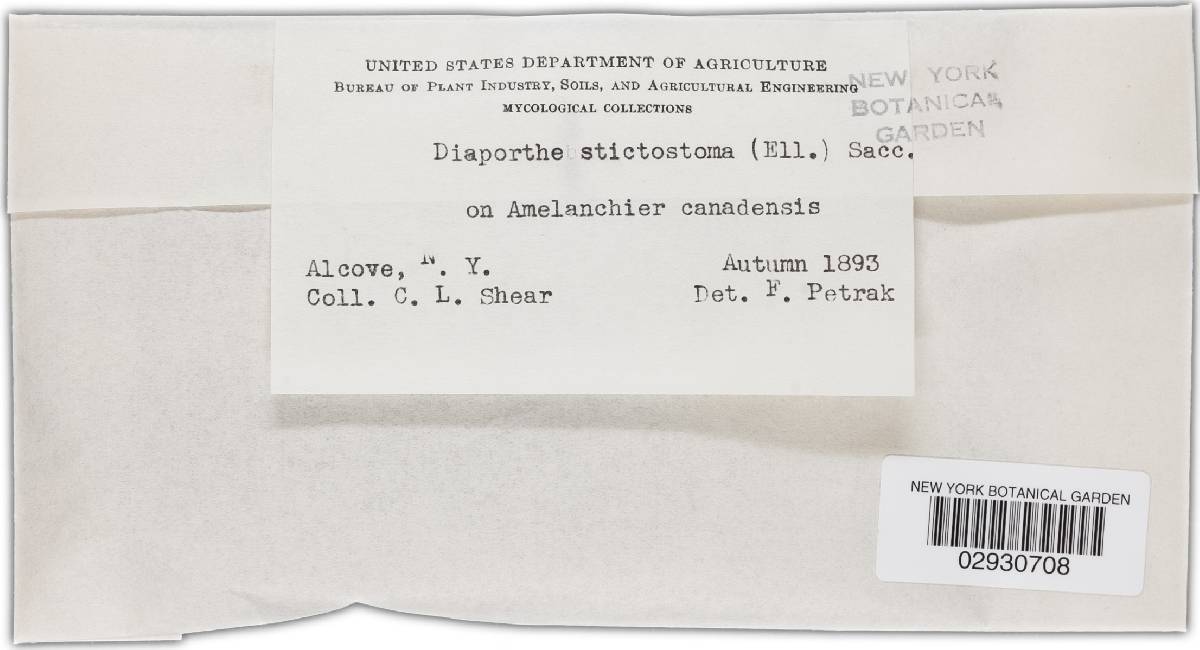 UNITED STATES DEPARTMENT OF AGRICULTURE
BUREAU OF PLANT INDUSTRY, SOILS, AND AGRICULTURAL ENGINEERING
MYCOLOGICAL COLLECTIONS
NEW YORK
BOTANICAL
GARDEN
Diaporthe stictostoma (Ell.) Sacc.
on Amelanchier canadensis
Alcove, N. Y. Autumn 1893
Coll. C. L. Shear Det. F. Petrak
NEW YORK BOTANICAL GARDEN
02930708